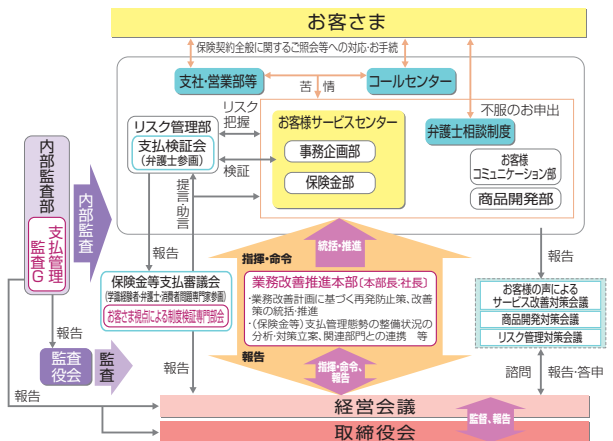 お客さま
保険契約全般に関するご照会等への対応・お手続
支社・営業部等
コールセンター
苦情
リスク
把握
不服のお申出
リスク管理部
支払検証会
(弁護士参画)
お客様サービスセンター
事務企画部
保険金部
弁護士相談制度
お客様
コミュニケーション部
商品開発部
検証
提言・助言
内部監査部
支払管理
監査G
内部監査
報告
統括・推進
指揮・命令
報告
保険金等支払審議会
(学識経験者・弁護士・消費者問題専門家参画)
お客さま視点による制度検証専門部会
業務改善推進本部〔本部長:社長〕
・業務改善計画に基づく再発防止策、改善
策の統括・推進
・(保険金等)支払管理態勢の整備状況の
分析・対策立案、関連部門との連携 等
お客様の声による
サービス改善対策会議
商品開発対策会議
リスク管理対策会議
報告
監査
役会
監査
報告
報告
報告
指揮・命令、
報告
諮問
報告・答申
経営会議
監督、報告
取締役会